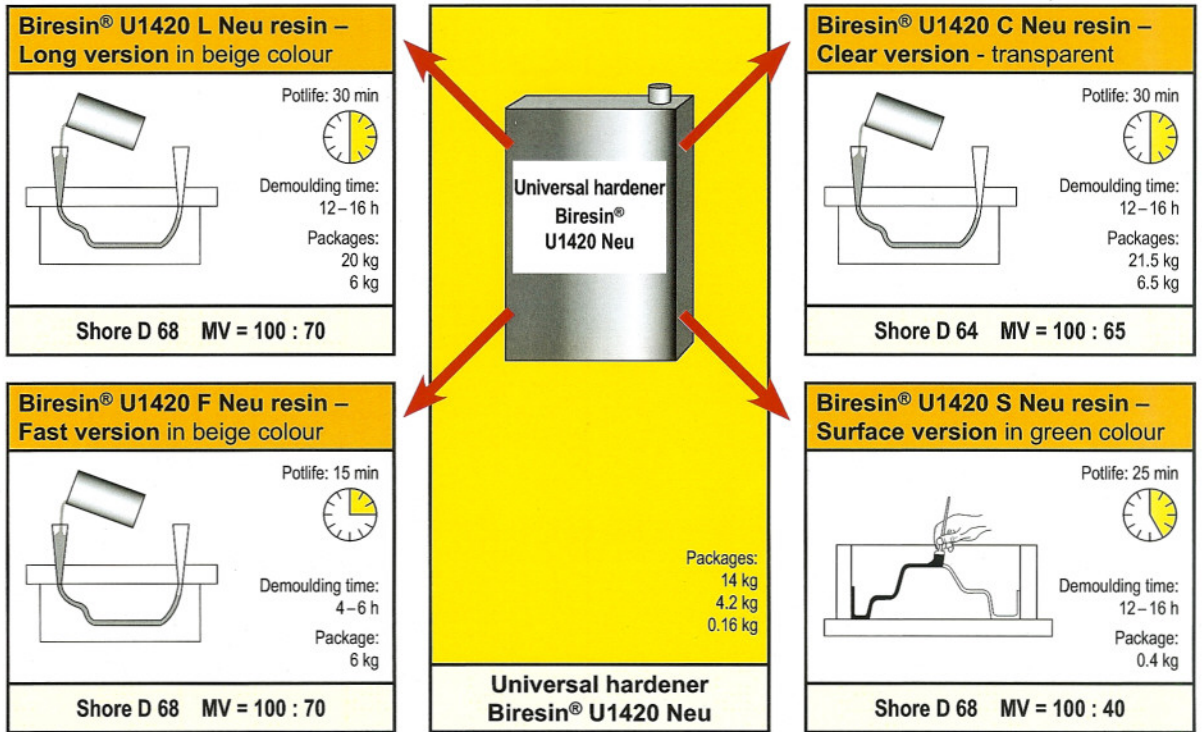 Biresin® U1420 L Neu resin –
Long version in beige colour
Potlife: 30 min
Demoulding time:
12–16 h
Packages:
20 kg
6 kg
Shore D 68 MV = 100 : 70
Biresin® U1420 F Neu resin –
Fast version in beige colour
Potlife: 15 min
Demoulding time:
4–6 h
Package:
6 kg
Shore D 68 MV = 100 : 70
Universal hardener
Biresin®
U1420 Neu
Packages:
14 kg
4.2 kg
0.16 kg
Universal hardener
Biresin® U1420 Neu
Biresin® U1420 C Neu resin –
Clear version - transparent
Potlife: 30 min
Demoulding time:
12–16 h
Packages:
21.5 kg
6.5 kg
Shore D 64 MV = 100 : 65
Biresin® U1420 S Neu resin –
Surface version in green colour
Potlife: 25 min
Demoulding time:
12–16 h
Package:
0.4 kg
Shore D 68 MV = 100 : 40